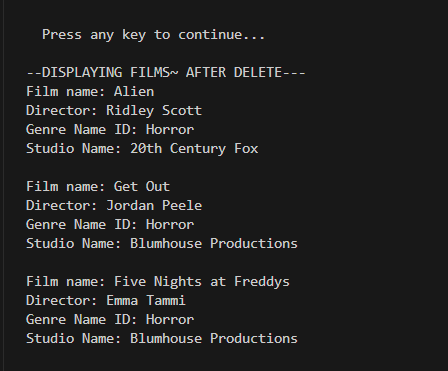 Press any key to continue...
--DISPLAYING FILMS~ AFTER DELETE---
Film name: Alien
Director: Ridley Scott
Genre Name ID: Horror
Studio Name: 20th Century Fox
Film name: Get Out
Director: Jordan Peele
Genre Name ID: Horror
Studio Name: Blumhouse Productions
Film name: Five Nights at Freddys
Director: Emma Tammi
Genre Name ID: Horror
Studio Name: Blumhouse Productions